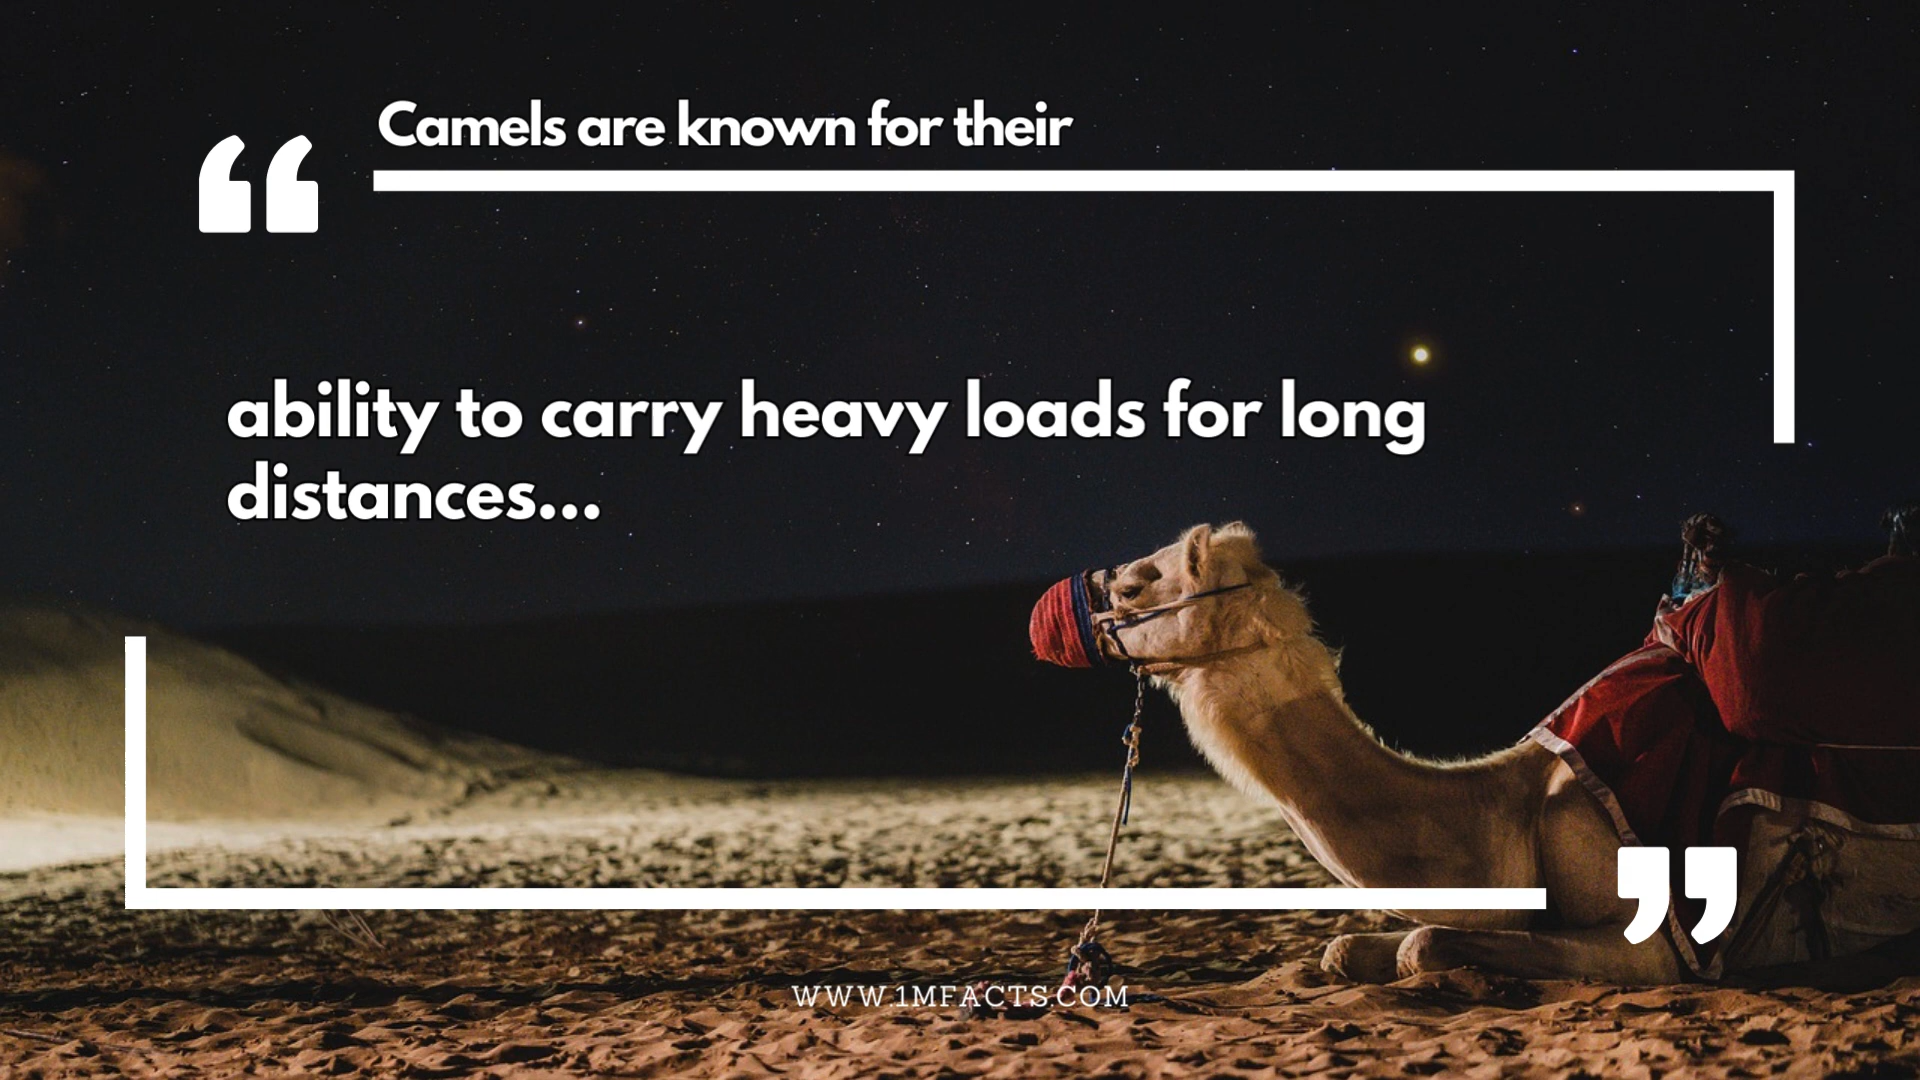 Camels are known for their
ability to carry heavy loads for long
distances...
WWW.1MFACTS.COM